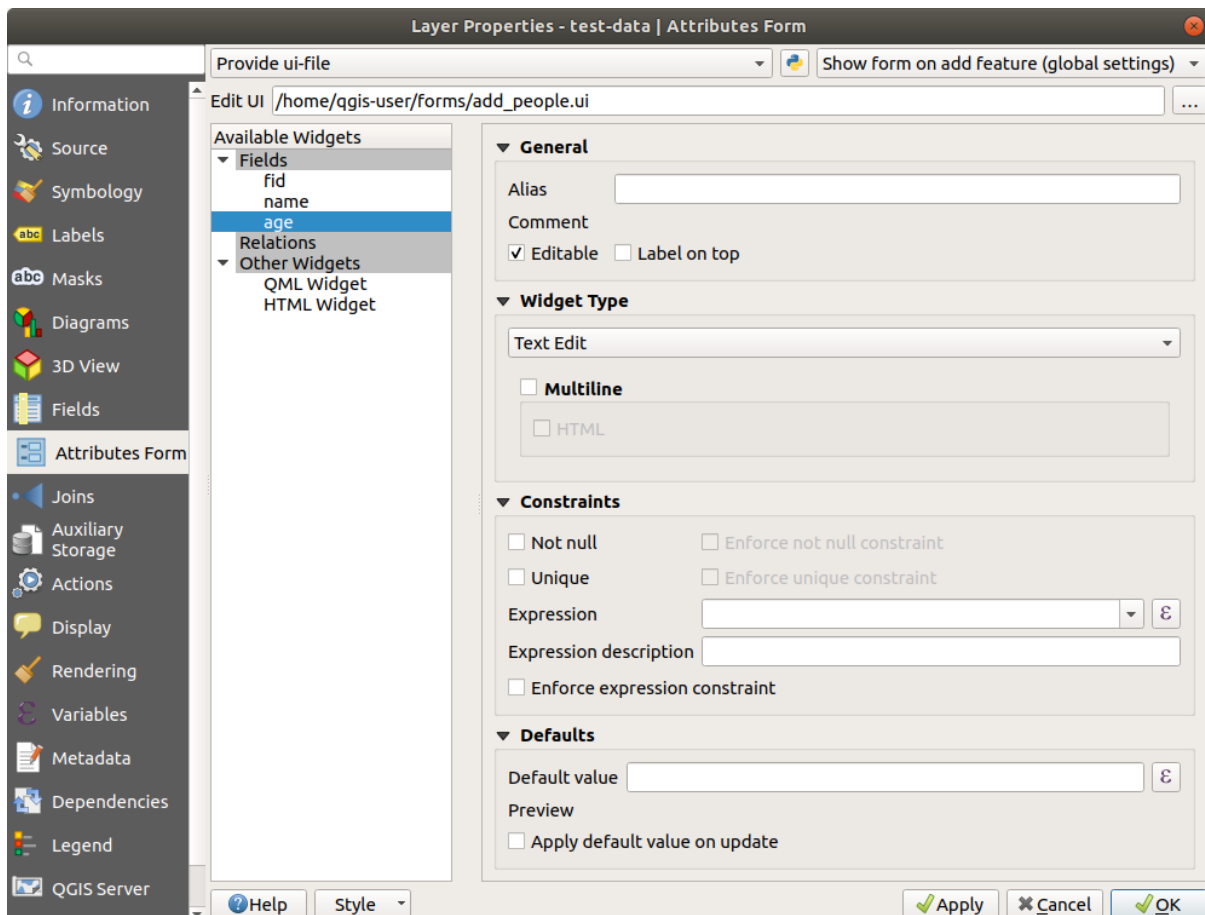 Layer Properties - test-data | Attributes Form
Provide ui-file
Show form on add feature (global settings)
Edit UI /home/qgis-user/forms/add_people.ui
...
Information
Source
Symbology
abc Labels
abc Masks
Diagrams
3D View
Fields
Attributes Form
Joins
Auxiliary
Storage
Actions
Display
Rendering
Variables
Metadata
Dependencies
Legend
QGIS Server
Available Widgets
Fields
fid
name
age
Relations
Other Widgets
QML Widget
HTML Widget
General
Alias
Comment
Editable Label on top
Widget Type
Text Edit
Multiline
HTML
Constraints
Not null Enforce not null constraint
Unique Enforce unique constraint
Expression ε
Expression description
Enforce expression constraint
Defaults
Default value ε
Preview
Apply default value on update
Help Style Apply Cancel OK